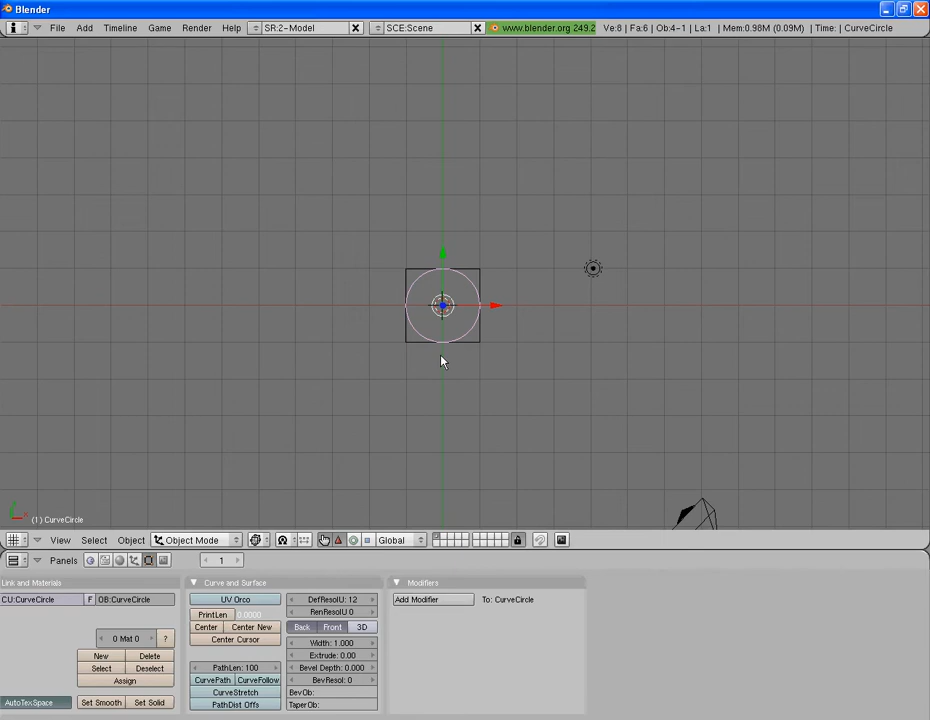 Blender
File Add Timeline Game Render Help SR:2-Model SCE:Scene www.blender.org 249.2 Ve:8 | Fa:6 | Ob:4-1 | La:1 | Mem:0.98M (0.09M) | Time: | CurveCircle
(1) CurveCircle
View Select Object Object Mode Global
Panels 1
Link and Materials Curve and Surface Modifiers
CU:CurveCircle F OB:CurveCircle UV Orco DefResolU: 12 Add Modifier To: CurveCircle
PrintLen 0.0000 RenResolU 0
Center Center New Back Front 3D
0 Mat 0 ? Center Cursor Width: 1.000
New Delete Extrude: 0.00
Select Deselect PathLen: 100 Bevel Depth: 0.000
Assign CurvePath CurveFollow BevResol: 0
CurveStretch BevOb:
AutoTexSpace Set Smooth Set Solid PathDist Offs TaperOb: